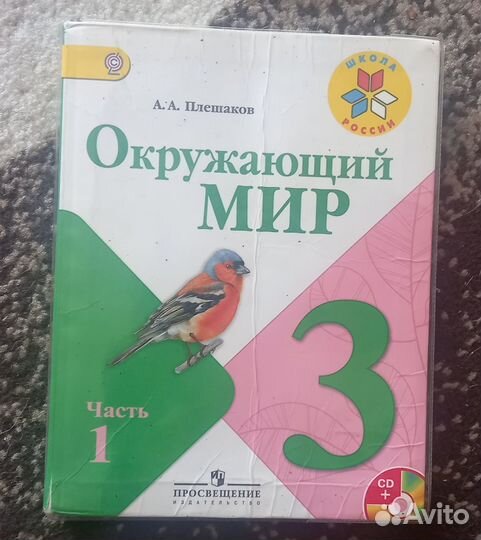 ШКОЛА
РОССИИ
А. А. Плешаков
Окружающий
МИР
3
Часть
1
ПРОСВЕЩЕНИЕ
ИЗДАТЕЛЬСТВО
CD
+
Avito